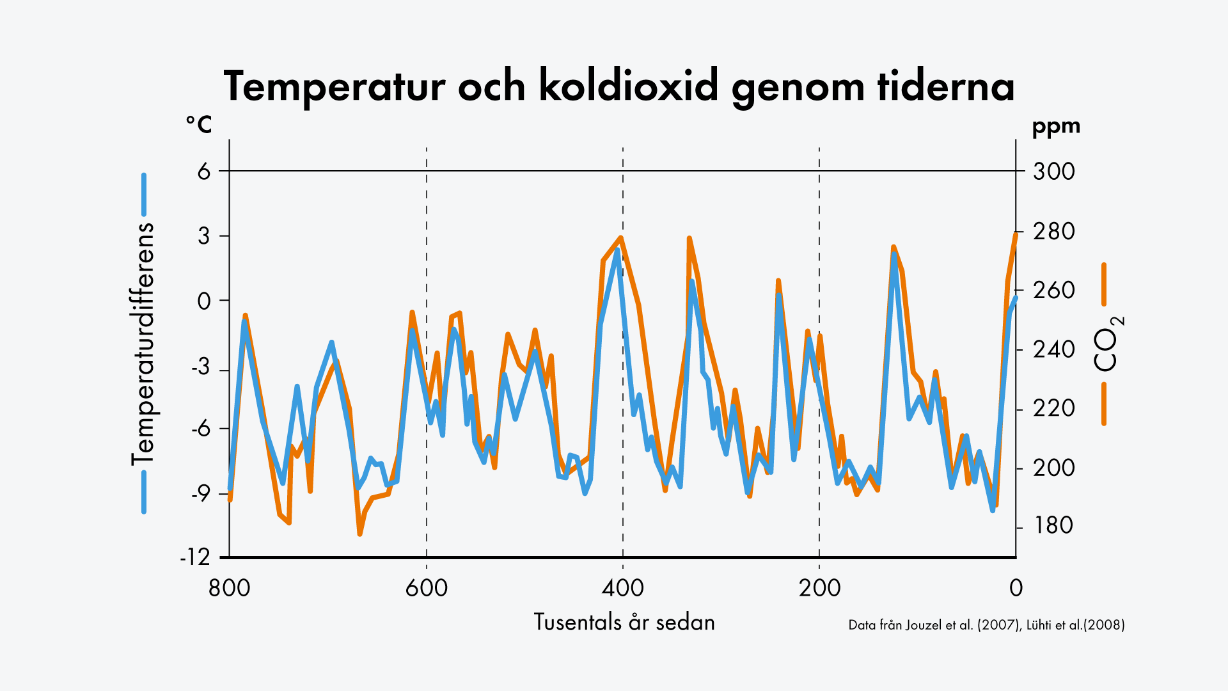 Temperatur och koldioxid genom tiderna
°C
ppm
6
3
0
-3
-6
-9
-12
Temperaturdifferens
300
280
260
240
220
200
180
CO₂
800
600
400
200
0
Tusentals år sedan
Data från Jouzel et al. (2007), Lühti et al.(2008)